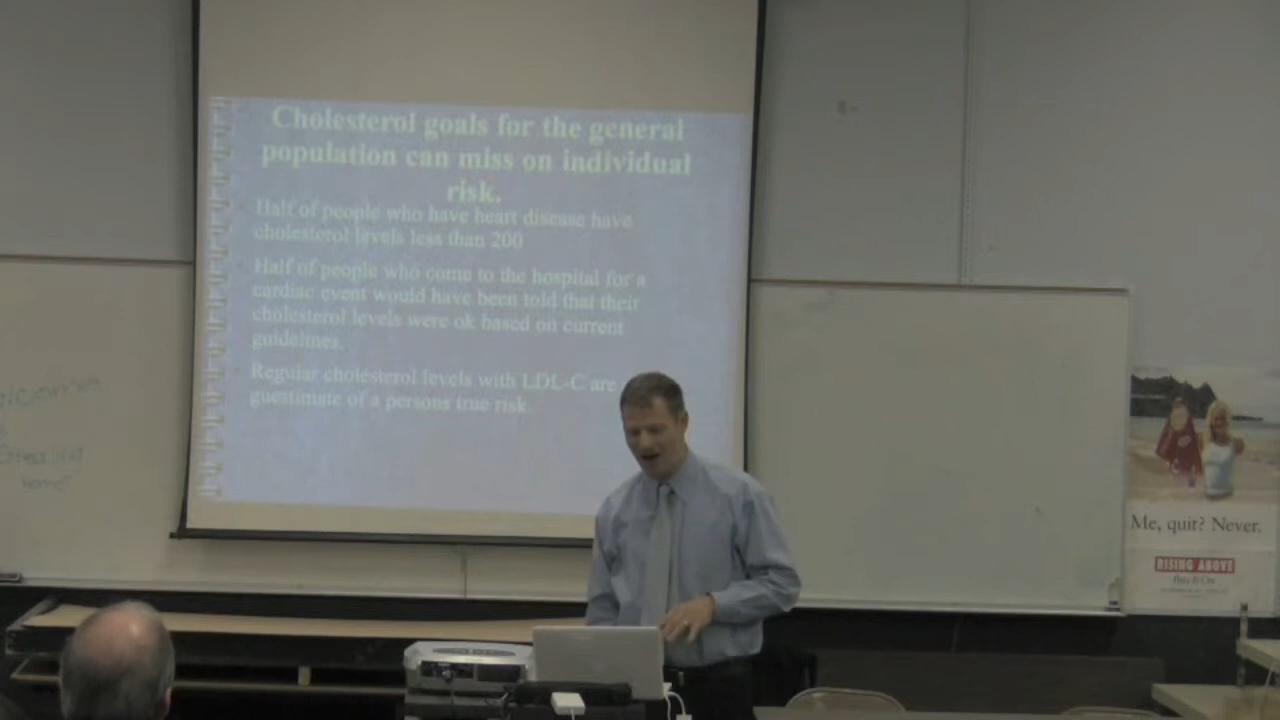 Cholesterol goals for the general
population can miss on individual
risk.
Half of people who have heart disease have
cholesterol levels less than 200
Half of people who come to the hospital for a
cardiac event would have been told that their
cholesterol levels were ok based on current
guidelines.
Regular cholesterol levels with LDL-C are
guestimate of a persons true risk.
Me, quit? Never.
RISING ABOVE
Pass It On